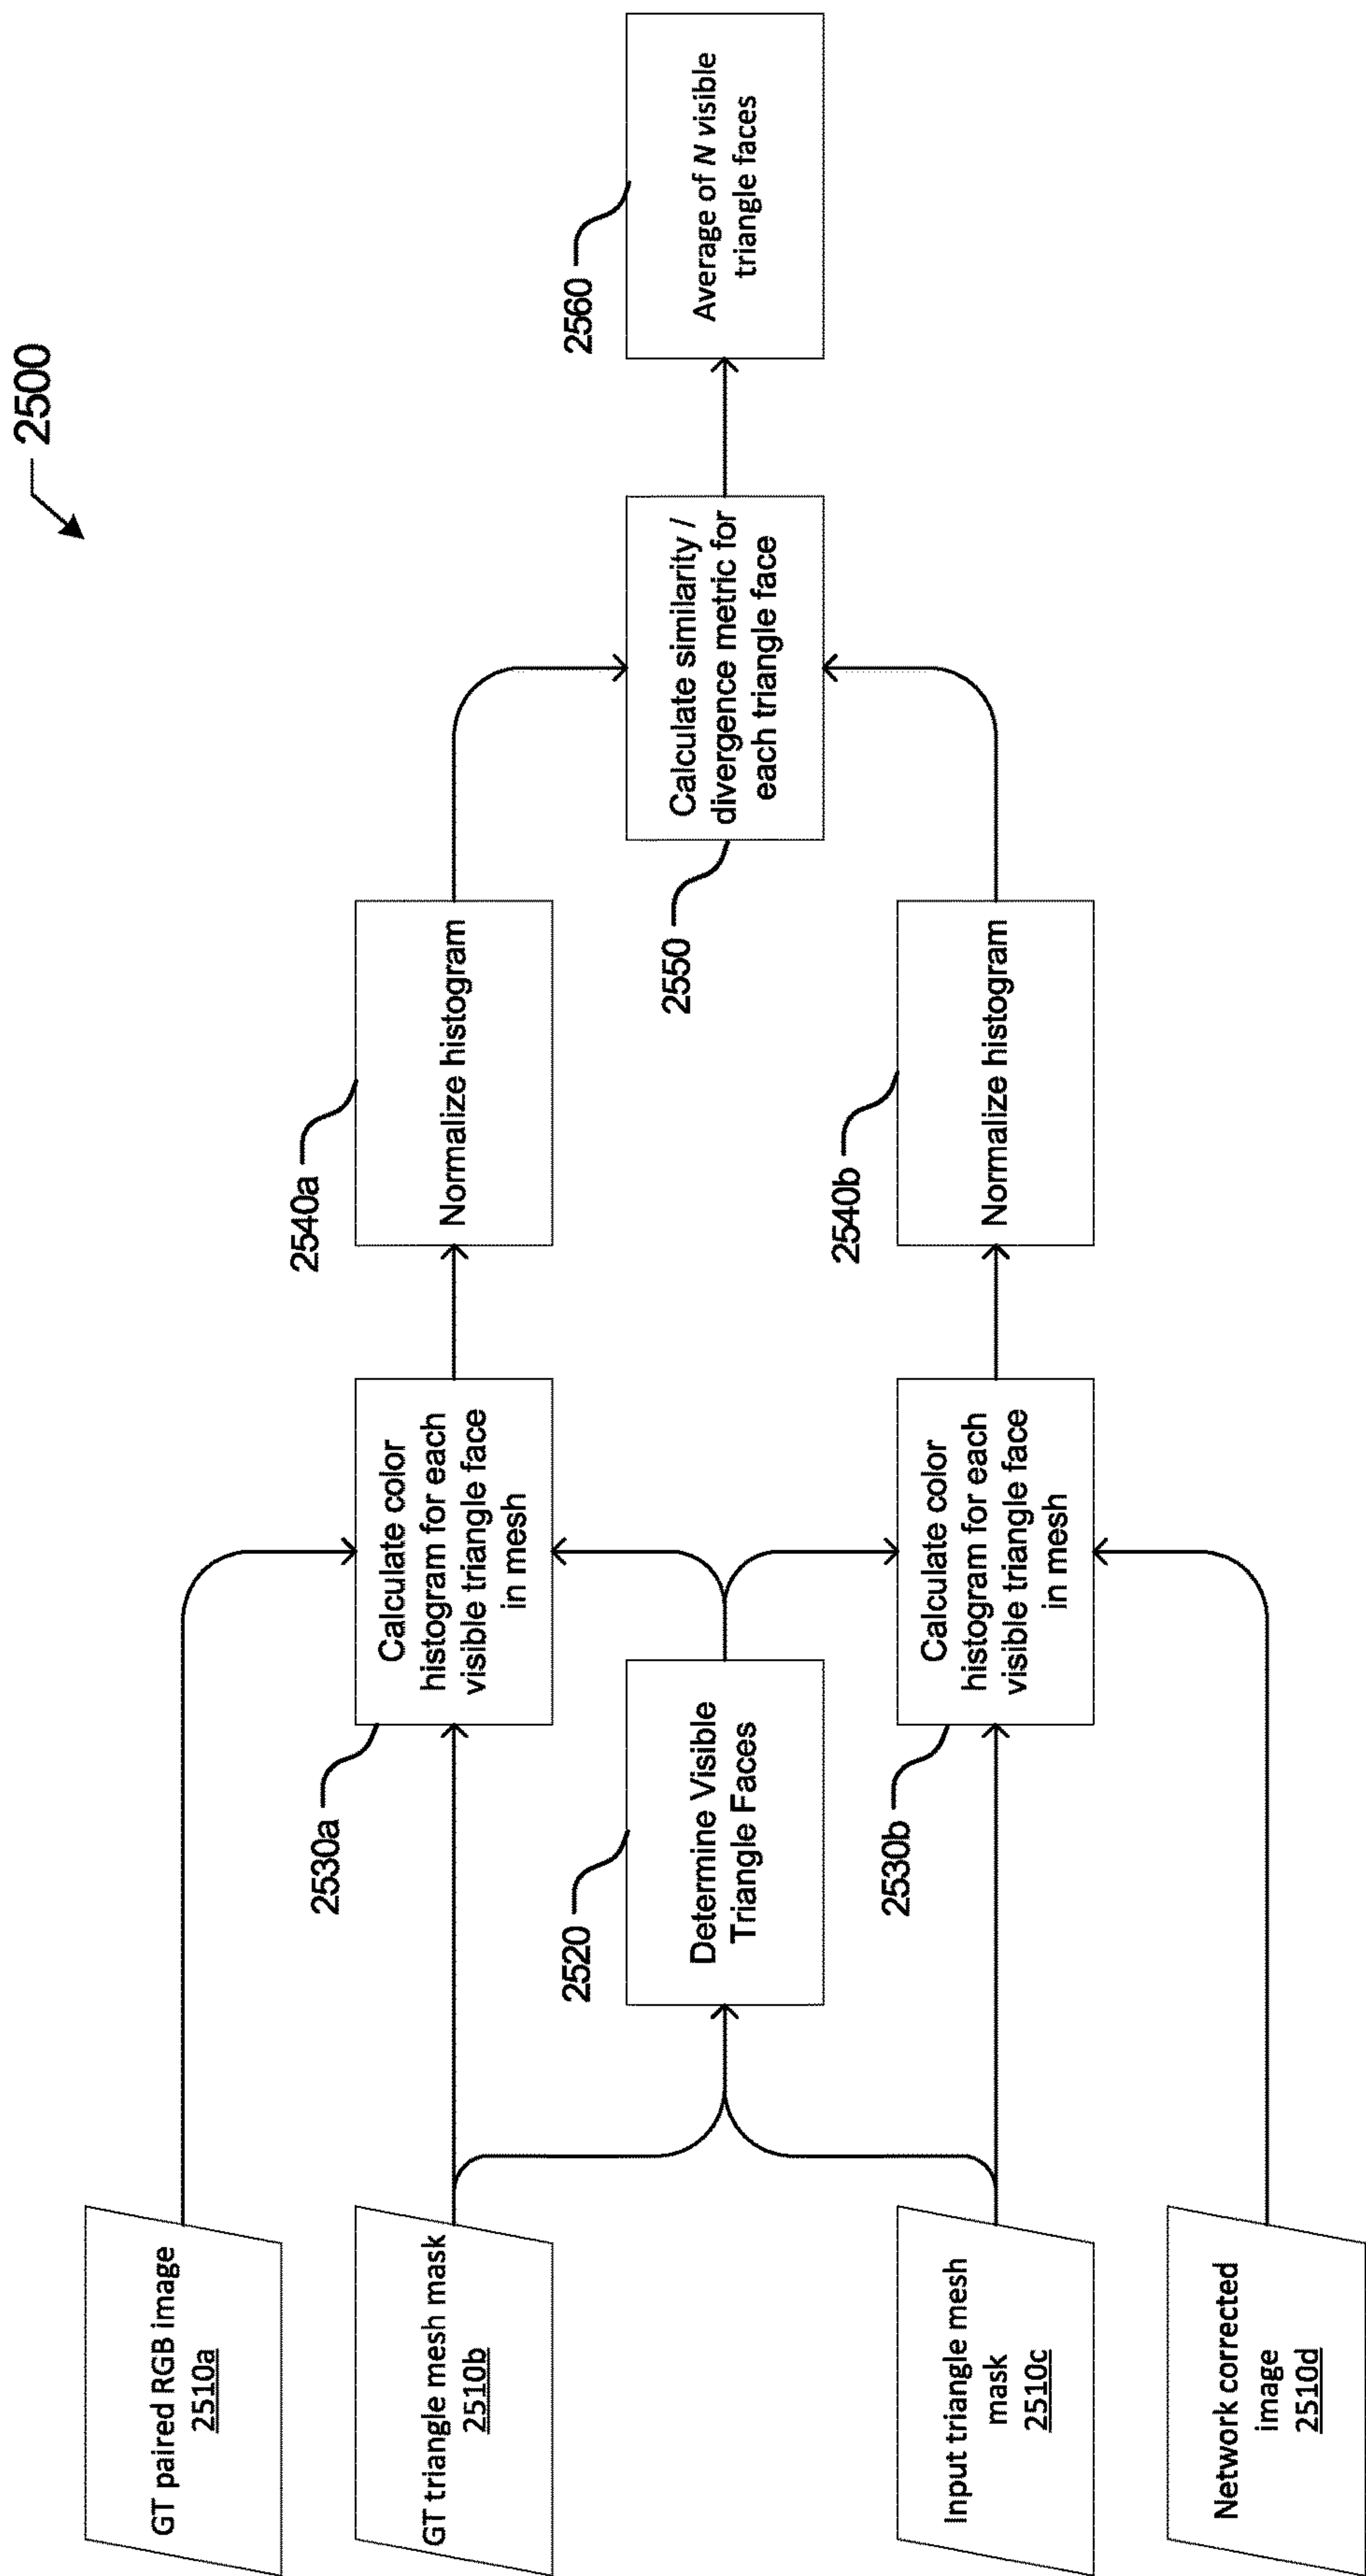 2500
GT paired RGB image
2510a
GT triangle mesh mask
2510b
Input triangle mesh
mask
2510c
Network corrected
image
2510d
2520
Determine Visible
Triangle Faces
2530a
Calculate color
histogram for each
visible triangle face
in mesh
2530b
Calculate color
histogram for each
visible triangle face
in mesh
2540a
Normalize histogram
2540b
Normalize histogram
2550
Calculate similarity /
divergence metric for
each triangle face
2560
Average of N visible
triangle faces